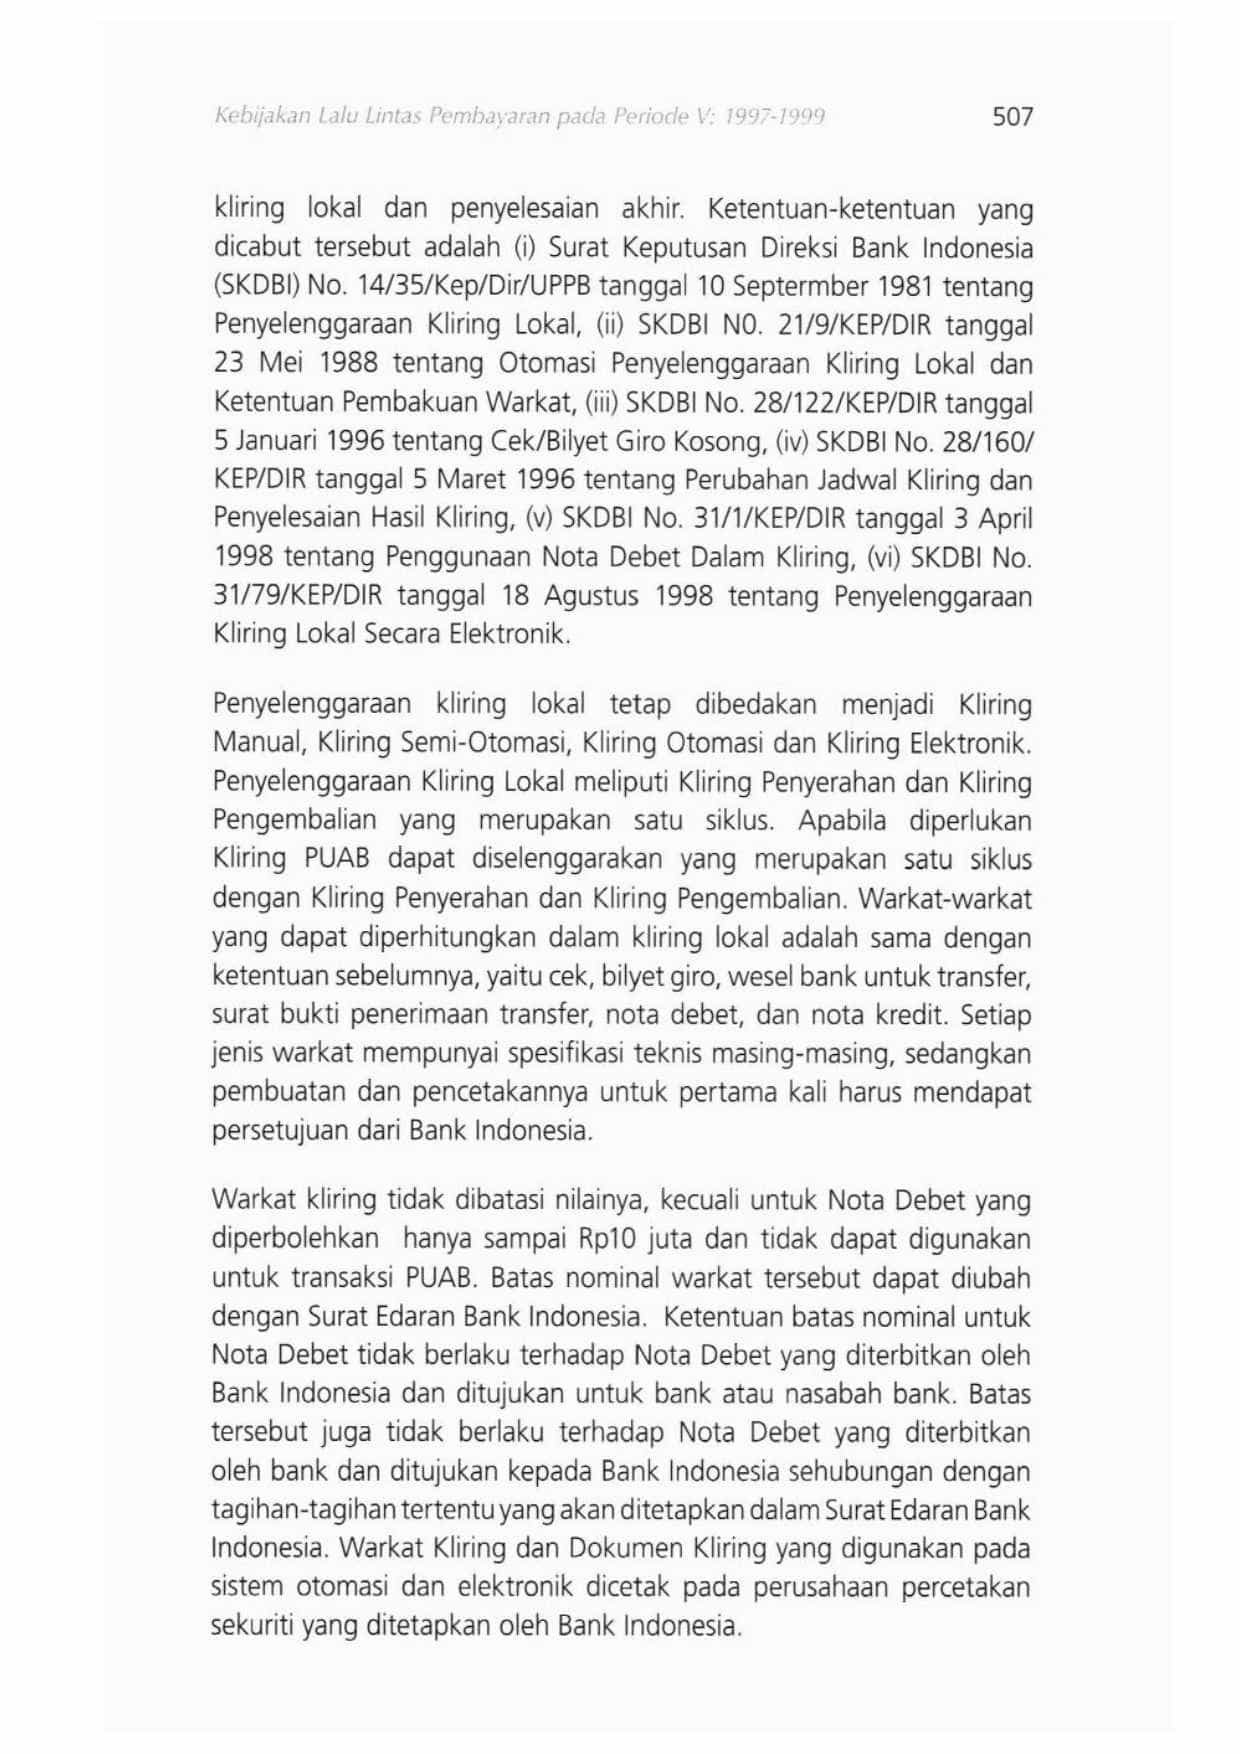 Kebijakan Lalu Lintas Pembayaran pada Periode V: 1997-1999 507
kliring lokal dan penyelesaian akhir. Ketentuan-ketentuan yang
dicabut tersebut adalah (i) Surat Keputusan Direksi Bank Indonesia
(SKDBI) No. 14/35/Kep/Dir/UPPB tanggal 10 Septermber 1981 tentang
Penyelenggaraan Kliring Lokal, (ii) SKDBI NO. 21/9/KEP/DIR tanggal
23 Mei 1988 tentang Otomasi Penyelenggaraan Kliring Lokal dan
Ketentuan Pembakuan Warkat, (iii) SKDBI No. 28/122/KEP/DIR tanggal
5 Januari 1996 tentang Cek/Bilyet Giro Kosong, (iv) SKDBI No. 28/160/
KEP/DIR tanggal 5 Maret 1996 tentang Perubahan Jadwal Kliring dan
Penyelesaian Hasil Kliring, (v) SKDBI No. 31/1/KEP/DIR tanggal 3 April
1998 tentang Penggunaan Nota Debet Dalam Kliring, (vi) SKDBI No.
31/79/KEP/DIR tanggal 18 Agustus 1998 tentang Penyelenggaraan
Kliring Lokal Secara Elektronik.
Penyelenggaraan kliring lokal tetap dibedakan menjadi Kliring
Manual, Kliring Semi-Otomasi, Kliring Otomasi dan Kliring Elektronik.
Penyelenggaraan Kliring Lokal meliputi Kliring Penyerahan dan Kliring
Pengembalian yang merupakan satu siklus. Apabila diperlukan
Kliring PUAB dapat diselenggarakan yang merupakan satu siklus
dengan Kliring Penyerahan dan Kliring Pengembalian. Warkat-warkat
yang dapat diperhitungkan dalam kliring lokal adalah sama dengan
ketentuan sebelumnya, yaitu cek, bilyet giro, wesel bank untuk transfer,
surat bukti penerimaan transfer, nota debet, dan nota kredit. Setiap
jenis warkat mempunyai spesifikasi teknis masing-masing, sedangkan
pembuatan dan pencetakannya untuk pertama kali harus mendapat
persetujuan dari Bank Indonesia.
Warkat kliring tidak dibatasi nilainya, kecuali untuk Nota Debet yang
diperbolehkan hanya sampai Rp10 juta dan tidak dapat digunakan
untuk transaksi PUAB. Batas nominal warkat tersebut dapat diubah
dengan Surat Edaran Bank Indonesia. Ketentuan batas nominal untuk
Nota Debet tidak berlaku terhadap Nota Debet yang diterbitkan oleh
Bank Indonesia dan ditujukan untuk bank atau nasabah bank. Batas
tersebut juga tidak berlaku terhadap Nota Debet yang diterbitkan
oleh bank dan ditujukan kepada Bank Indonesia sehubungan dengan
tagihan-tagihan tertentu yang akan ditetapkan dalam Surat Edaran Bank
Indonesia. Warkat Kliring dan Dokumen Kliring yang digunakan pada
sistem otomasi dan elektronik dicetak pada perusahaan percetakan
sekuriti yang ditetapkan oleh Bank Indonesia.